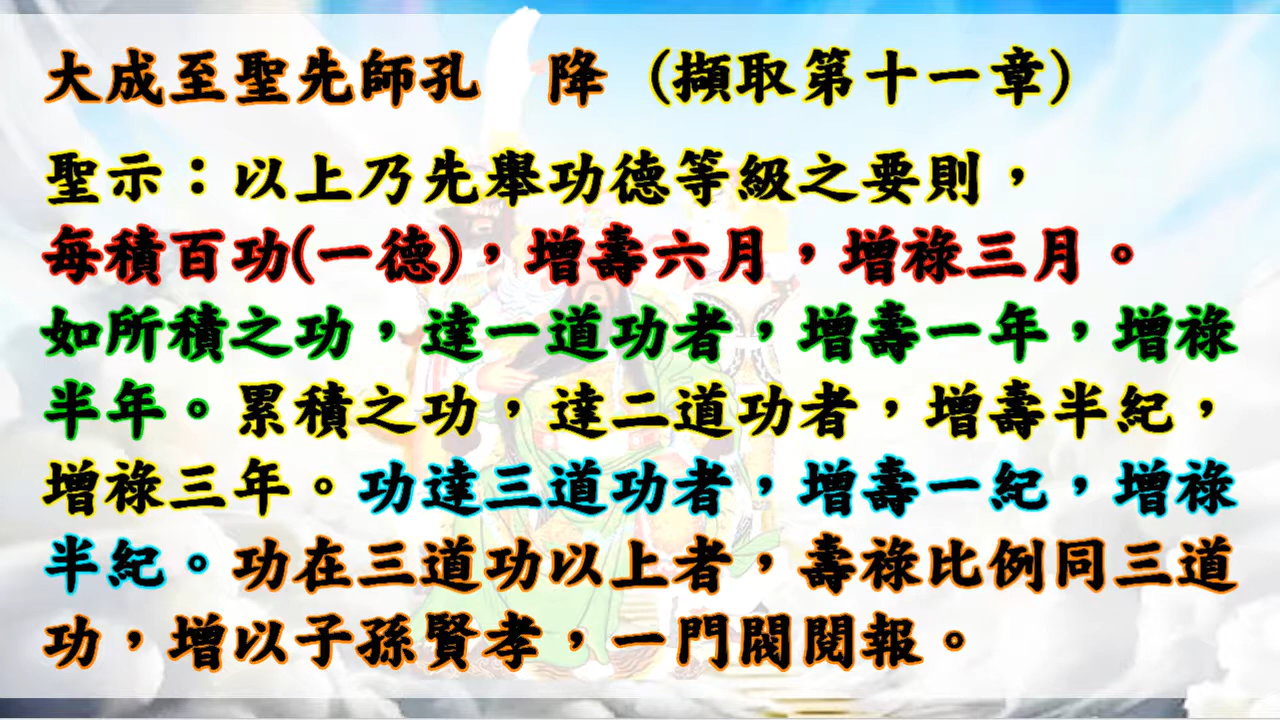 大成至聖先師孔　降（擷取第十一章）
聖示：以上乃先舉功德等級之要則，
每積百功(一德)，增壽六月，增祿三月。
如所積之功，達一道功者，增壽一年，增祿
半年。累積之功，達二道功者，增壽半紀，
增祿三年。功達三道功者，增壽一紀，增祿
半紀。功在三道功以上者，壽祿比例同三道
功，增以子孫賢孝，一門閥閱報。